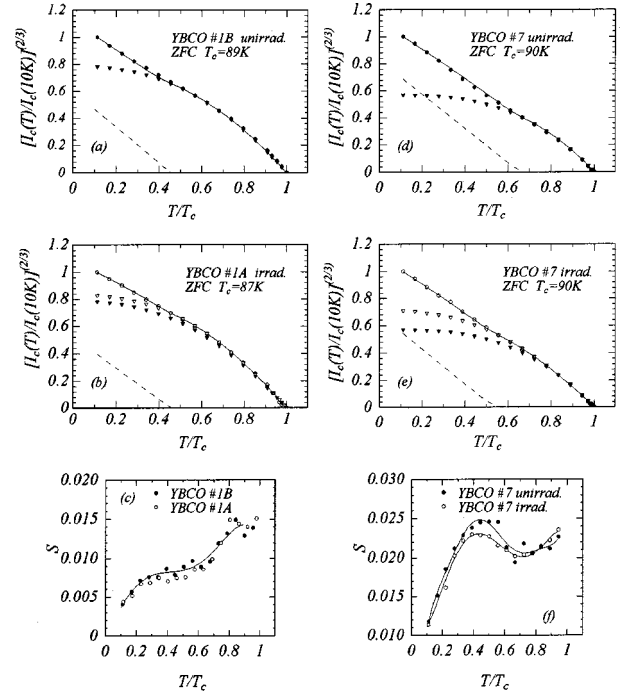 YBCO #1B unirrad.
ZFC T_c=89K
[I_c(T)/I_c(10K)]^(2/3)
1.2
1
0.8
0.6
0.4
0.2
0
(a)
0 0.2 0.4 0.6 0.8 1
T/T_c
YBCO #7 unirrad.
ZFC T_c=90K
[I_c(T)/I_c(10K)]^(2/3)
1.2
1
0.8
0.6
0.4
0.2
0
(d)
0 0.2 0.4 0.6 0.8 1
T/T_c
YBCO #1A irrad.
ZFC T_c=87K
[I_c(T)/I_c(10K)]^(2/3)
1.2
1
0.8
0.6
0.4
0.2
0
(b)
0 0.2 0.4 0.6 0.8 1
T/T_c
YBCO #7 irrad.
ZFC T_c=90K
[I_c(T)/I_c(10K)]^(2/3)
1.2
1
0.8
0.6
0.4
0.2
0
(e)
0 0.2 0.4 0.6 0.8 1
T/T_c
(c)
YBCO #1B
YBCO #1A
S
0.020
0.015
0.010
0.005
0
0 0.2 0.4 0.6 0.8 1
T/T_c
YBCO #7 unirrad.
YBCO #7 irrad.
S
0.030
0.025
0.020
0.015
0.010
(f)
0 0.2 0.4 0.6 0.8 1
T/T_c